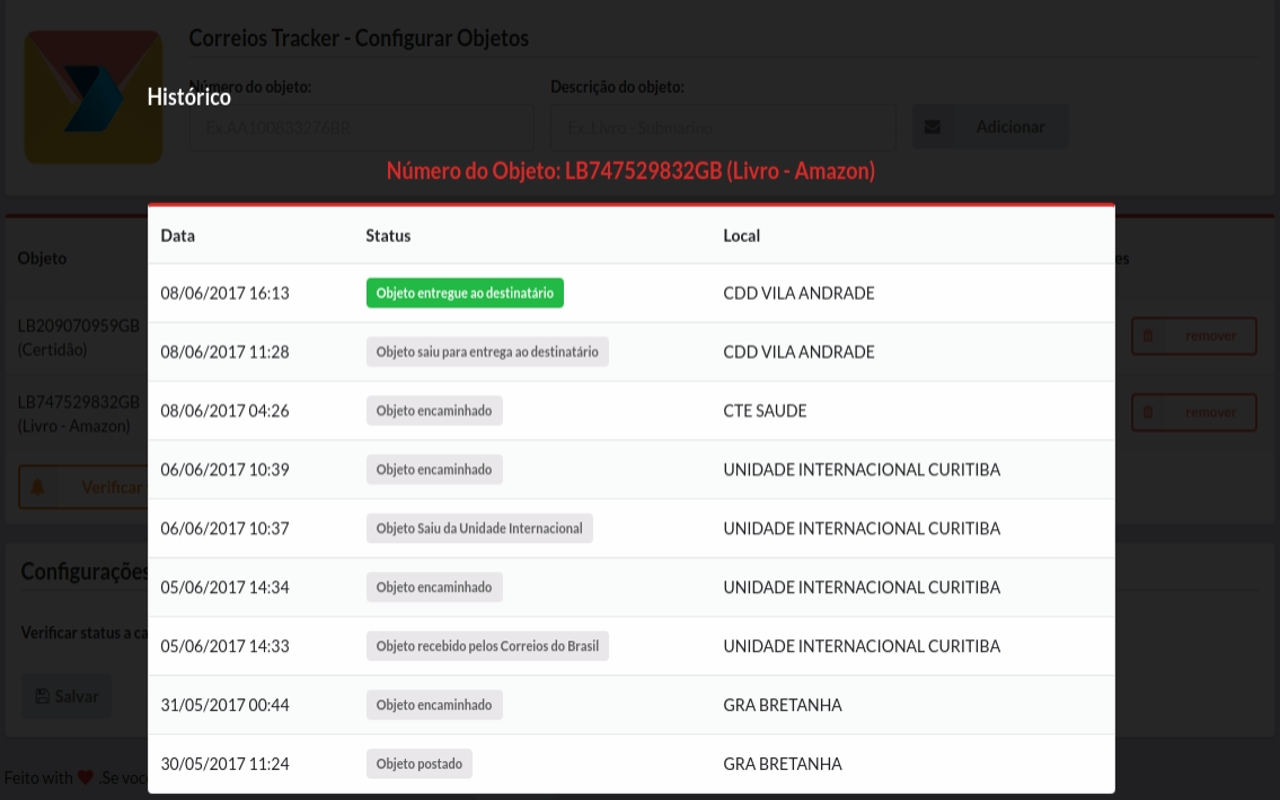 Correios Tracker - Configurar Objetos
Número do objeto: Descrição do objeto:
Histórico
Ex.AA100833276BR Ex. Livro - Submarino Adicionar
Número do Objeto: LB747529832GB (Livro - Amazon)
Data Status Local
Objeto es
08/06/2017 16:13 Objeto entregue ao destinatário CDD VILA ANDRADE
LB209070959GB
(Certidão)
remover
08/06/2017 11:28 Objeto saiu para entrega ao destinatário CDD VILA ANDRADE
LB747529832GB
(Livro - Amazon)
remover
08/06/2017 04:26 Objeto encaminhado CTE SAUDE
06/06/2017 10:39 Objeto encaminhado UNIDADE INTERNACIONAL CURITIBA
Verificar
06/06/2017 10:37 Objeto Saiu da Unidade Internacional UNIDADE INTERNACIONAL CURITIBA
Configurações
05/06/2017 14:34 Objeto encaminhado UNIDADE INTERNACIONAL CURITIBA
Verificar status a ca
05/06/2017 14:33 Objeto recebido pelos Correios do Brasil UNIDADE INTERNACIONAL CURITIBA
Salvar
31/05/2017 00:44 Objeto encaminhado GRA BRETANHA
30/05/2017 11:24 Objeto postado GRA BRETANHA
Feito with ❤ .Se voc